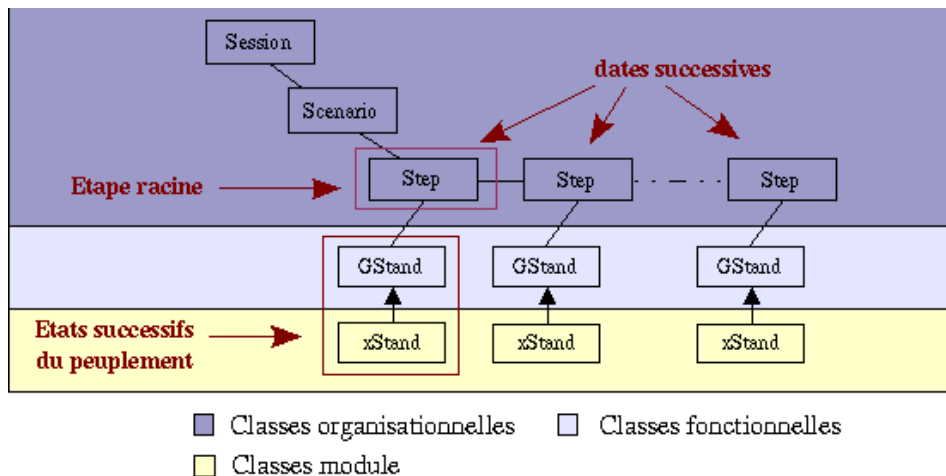 Session
dates successives
Scenario
Etape racine
Step
Step
Step
GStand
GStand
GStand
Etats successifs
du peuplement
xStand
xStand
xStand
Classes organisationnelles
Classes fonctionnelles
Classes module